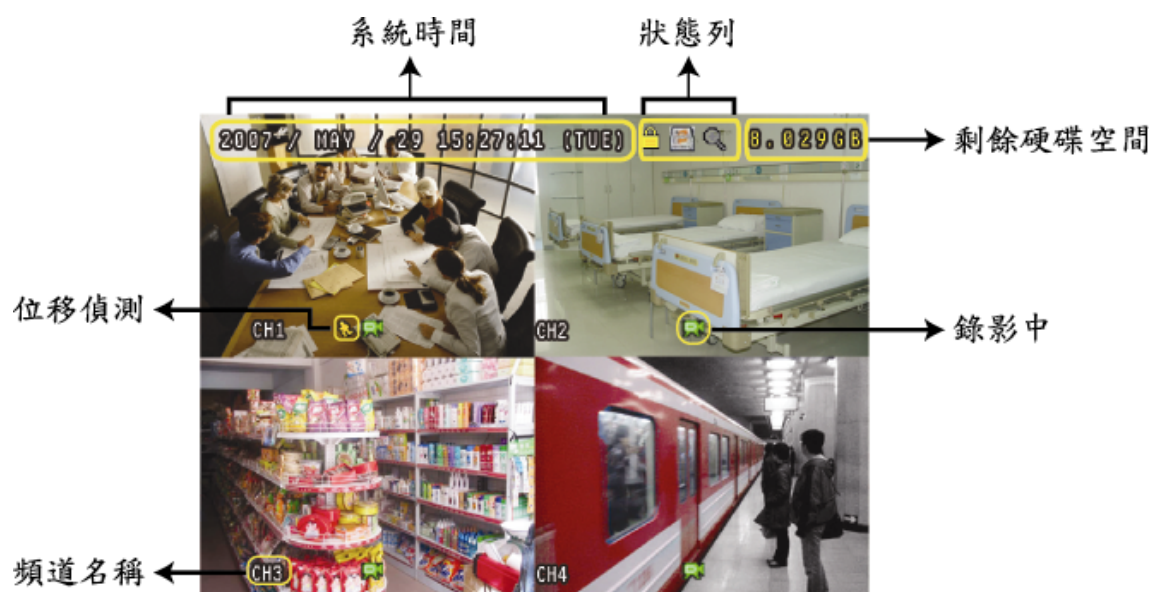 系統時間
狀態列
2007 / MAY / 29 15:27:11 (TUE)
8.029GB
剩餘硬碟空間
位移偵測
CH1
CH2
錄影中
頻道名稱
CH3
CH4